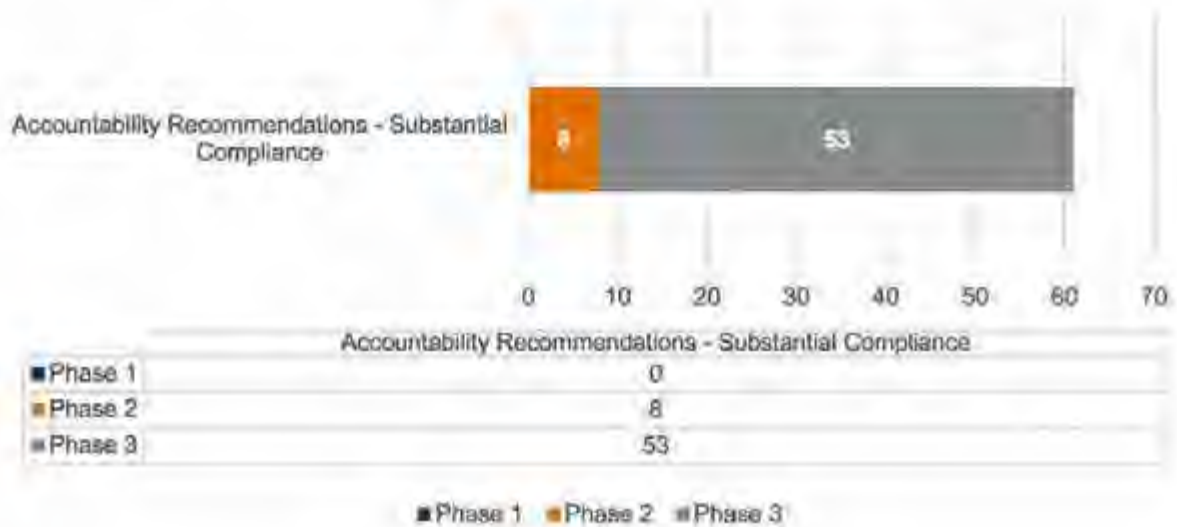 Accountability Recommendations - Substantial
Compliance
8
53
0 10 20 30 40 50 60 70
Accountability Recommendations - Substantial Compliance
Phase 1 0
Phase 2 8
Phase 3 53
Phase 1 Phase 2 Phase 3